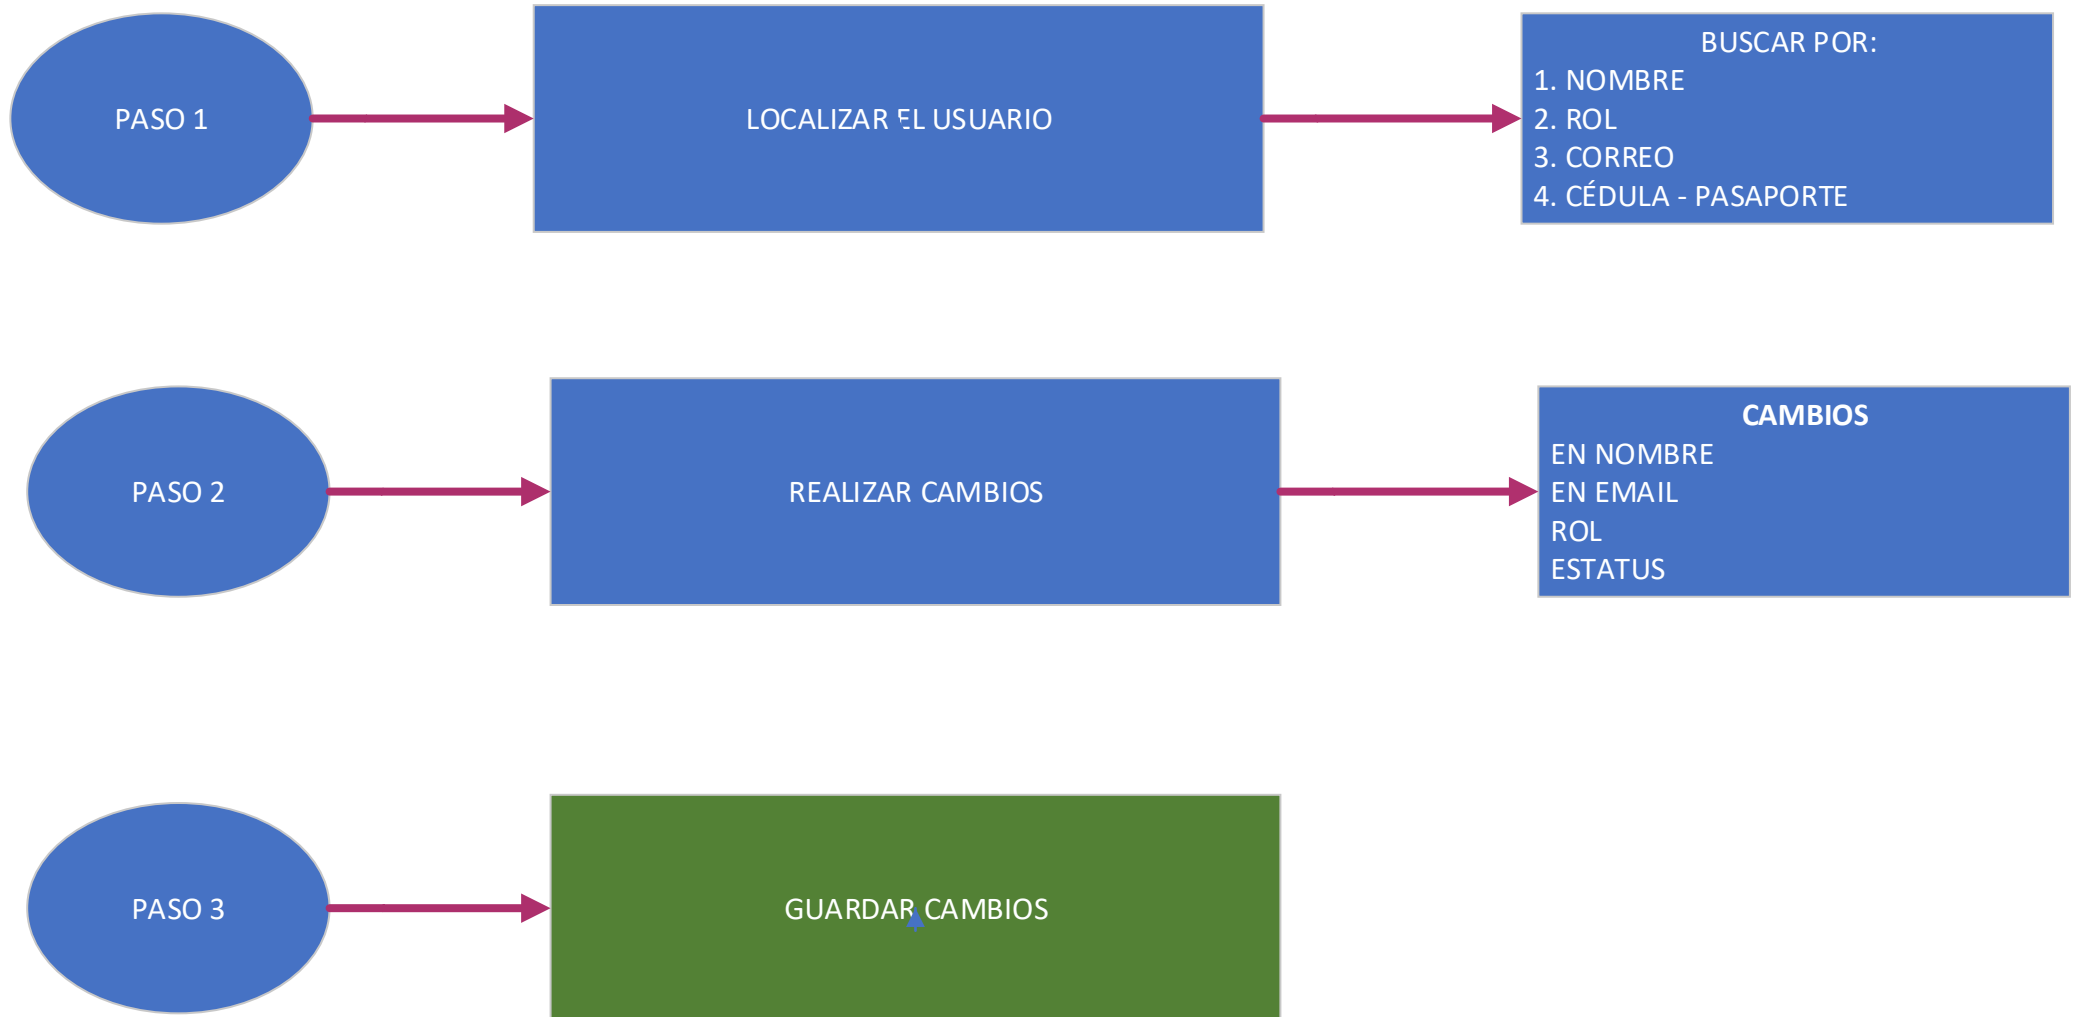 PASO 1
LOCALIZAR EL USUARIO
BUSCAR POR:
1. NOMBRE
2. ROL
3. CORREO
4. CÉDULA - PASAPORTE
PASO 2
REALIZAR CAMBIOS
CAMBIOS
EN NOMBRE
EN EMAIL
ROL
ESTATUS
PASO 3
GUARDAR CAMBIOS